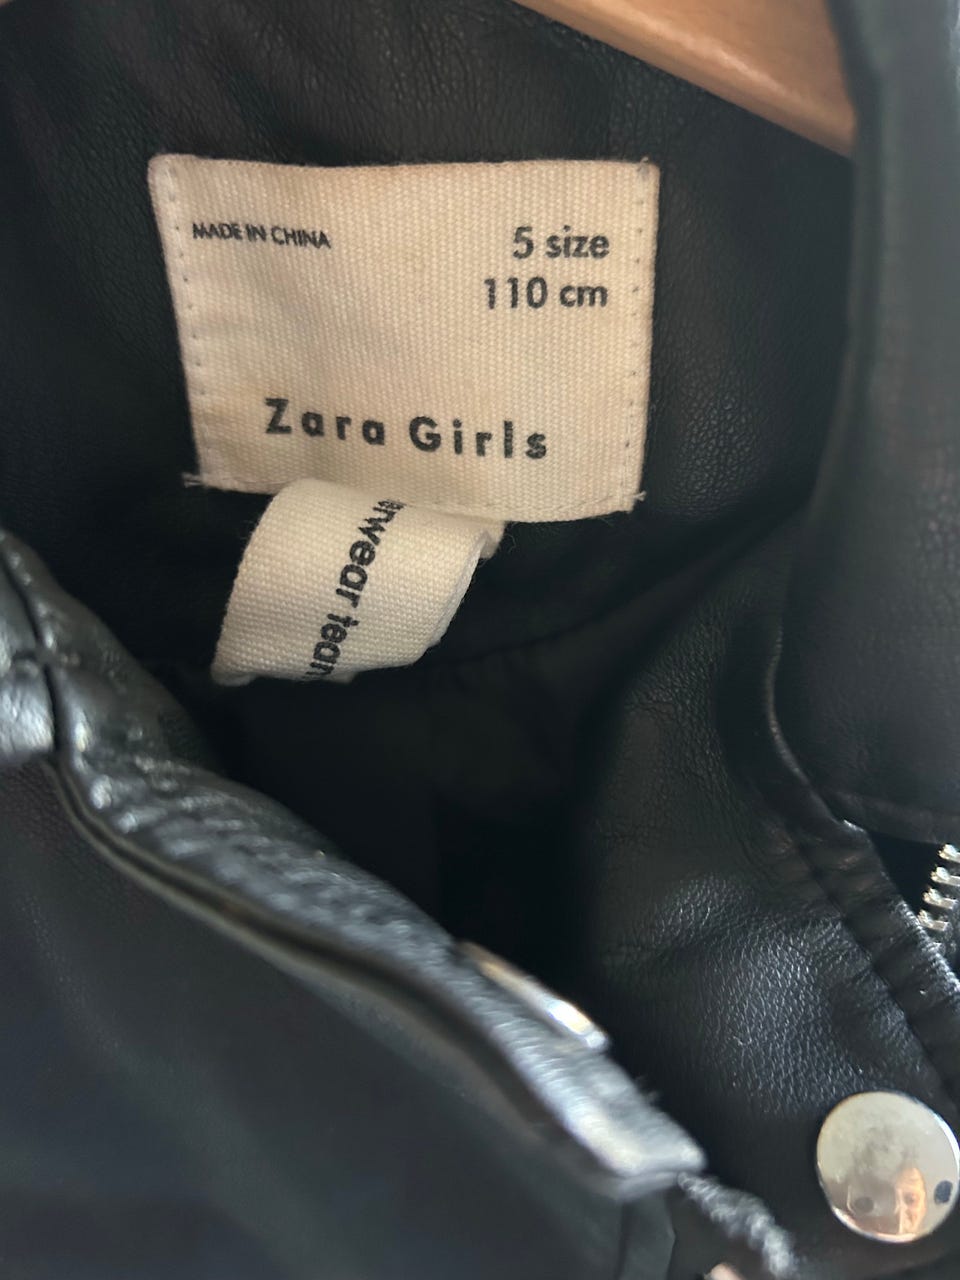 MADE IN CHINA
5 size
110 cm
Zara Girls